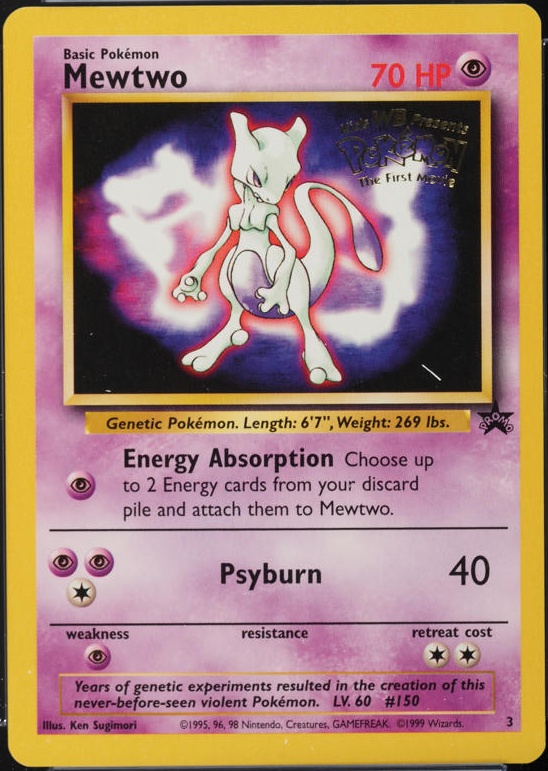 Basic Pokémon
Mewtwo
70 HP
Kids WB Presents
POKéMON
The First Movie
Genetic Pokémon. Length: 6'7", Weight: 269 lbs.
PROMO
Energy Absorption Choose up
to 2 Energy cards from your discard
pile and attach them to Mewtwo.
Psyburn 40
weakness resistance retreat cost
Years of genetic experiments resulted in the creation of this
never-before-seen violent Pokémon. LV. 60 #150
Illus. Ken Sugimori ©1995, 96, 98 Nintendo, Creatures, GAMEFREAK. ©1999 Wizards. 3